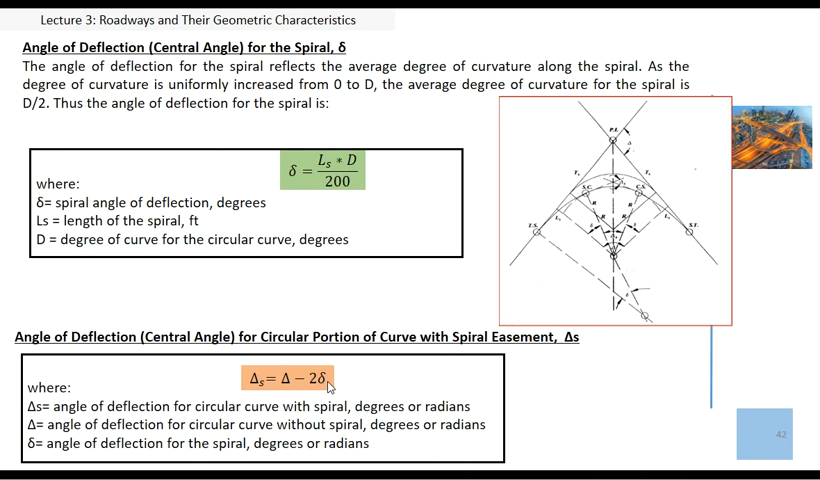 Lecture 3: Roadways and Their Geometric Characteristics
Angle of Deflection (Central Angle) for the Spiral, δ
The angle of deflection for the spiral reflects the average degree of curvature along the spiral. As the
degree of curvature is uniformly increased from 0 to D, the average degree of curvature for the spiral is
D/2. Thus the angle of deflection for the spiral is:
δ = Ls * D / 200
where:
δ= spiral angle of deflection, degrees
Ls = length of the spiral, ft
D = degree of curve for the circular curve, degrees
P.I.
Δ
Ts
Ts
S.C.
C.S.
R
R
Ls
Ls
T.S.
S.T.
Angle of Deflection (Central Angle) for Circular Portion of Curve with Spiral Easement, Δs
Δs= Δ − 2δ
where:
Δs= angle of deflection for circular curve with spiral, degrees or radians
Δ= angle of deflection for circular curve without spiral, degrees or radians
δ= angle of deflection for the spiral, degrees or radians
42